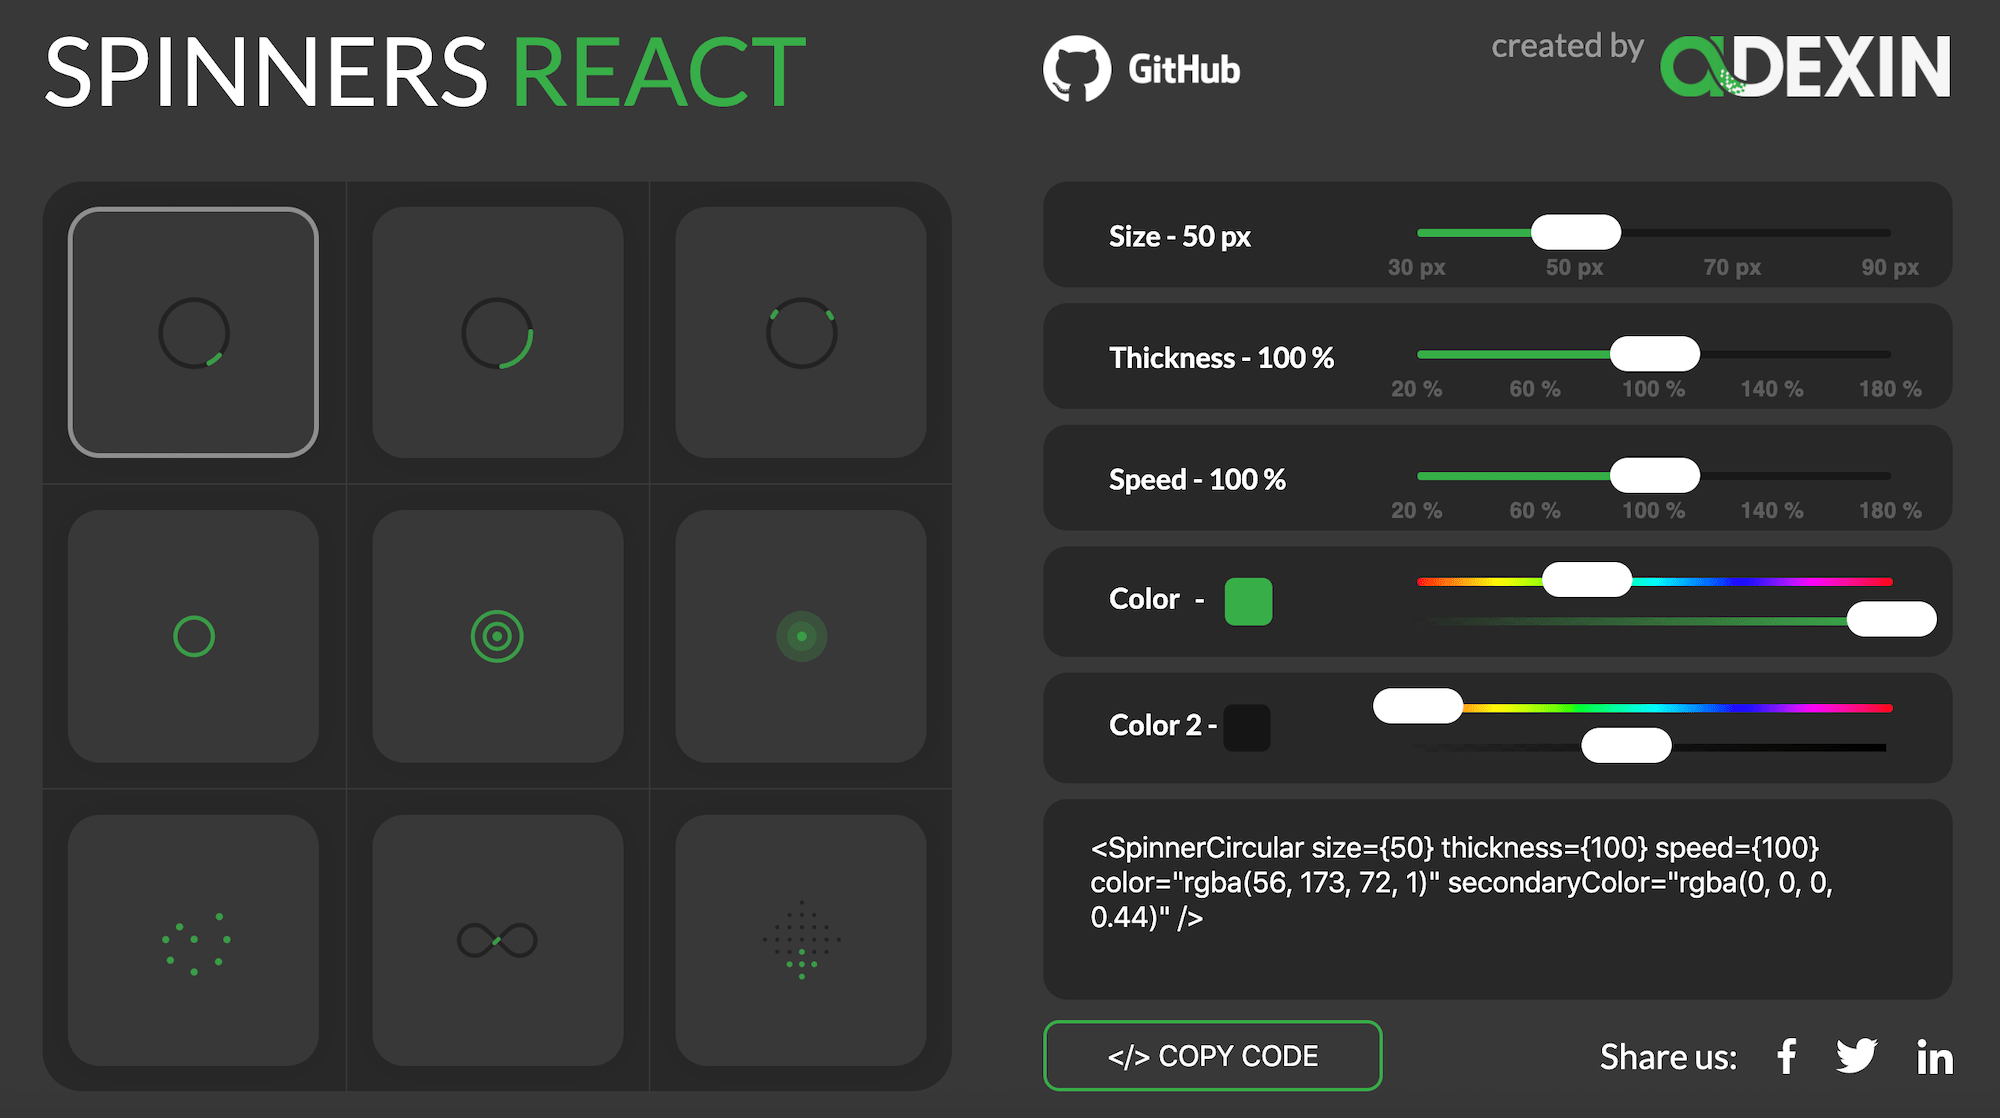 SPINNERS REACT
GitHub
created by
aDEXIN
Size - 50 px
30 px 50 px 70 px 90 px
Thickness - 100 %
20 % 60 % 100 % 140 % 180 %
Speed - 100 %
20 % 60 % 100 % 140 % 180 %
Color -
Color 2 -
<SpinnerCircular size={50} thickness={100} speed={100}
color="rgba(56, 173, 72, 1)" secondaryColor="rgba(0, 0, 0,
0.44)" />
</> COPY CODE
Share us:
f
in